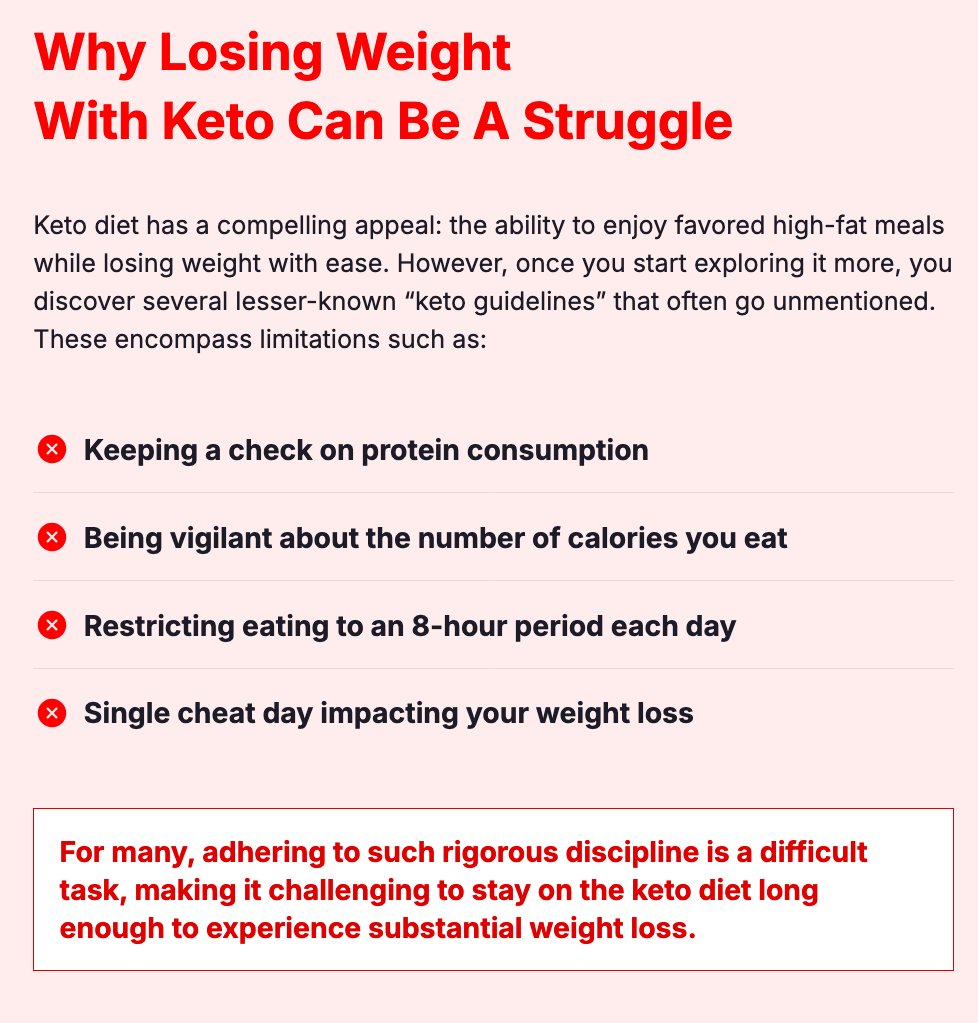 Why Losing Weight
With Keto Can Be A Struggle
Keto diet has a compelling appeal: the ability to enjoy favored high-fat meals
while losing weight with ease. However, once you start exploring it more, you
discover several lesser-known “keto guidelines” that often go unmentioned.
These encompass limitations such as:
Keeping a check on protein consumption
Being vigilant about the number of calories you eat
Restricting eating to an 8-hour period each day
Single cheat day impacting your weight loss
For many, adhering to such rigorous discipline is a difficult
task, making it challenging to stay on the keto diet long
enough to experience substantial weight loss.